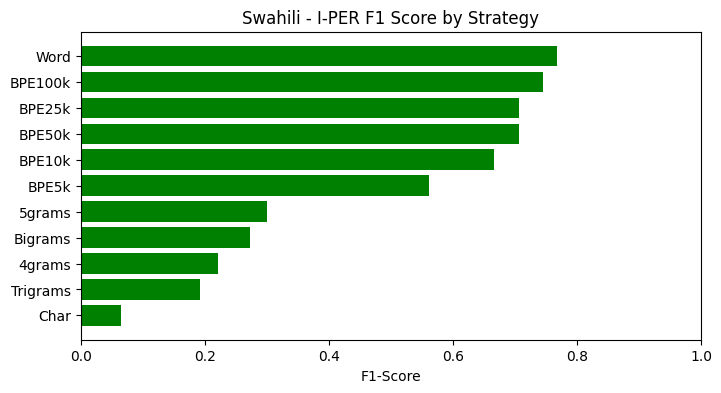 Swahili - I-PER F1 Score by Strategy
Word
BPE100k
BPE25k
BPE50k
BPE10k
BPE5k
5grams
Bigrams
4grams
Trigrams
Char
0.0 0.2 0.4 0.6 0.8 1.0
F1-Score